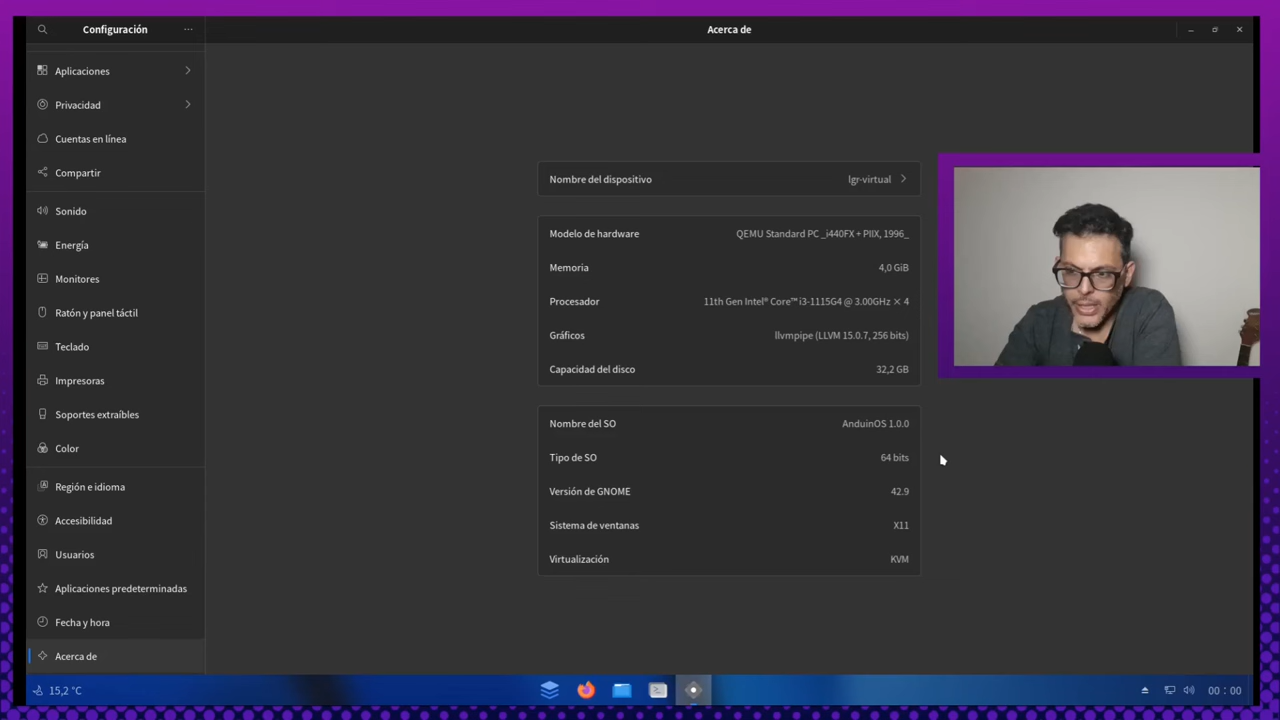 Configuración
Acerca de
Aplicaciones
Privacidad
Cuentas en línea
Compartir
Sonido
Energía
Monitores
Ratón y panel táctil
Teclado
Impresoras
Soportes extraíbles
Color
Región e idioma
Accesibilidad
Usuarios
Aplicaciones predeterminadas
Fecha y hora
Acerca de
Nombre del dispositivo lgr-virtual
Modelo de hardware QEMU Standard PC _i440FX + PIIX, 1996_
Memoria 4,0 GiB
Procesador 11th Gen Intel® Core™ i3-1115G4 @ 3.00GHz × 4
Gráficos llvmpipe (LLVM 15.0.7, 256 bits)
Capacidad del disco 32,2 GB
Nombre del SO AnduinOS 1.0.0
Tipo de SO 64 bits
Versión de GNOME 42.9
Sistema de ventanas X11
Virtualización KVM
15,2 °C
00:00